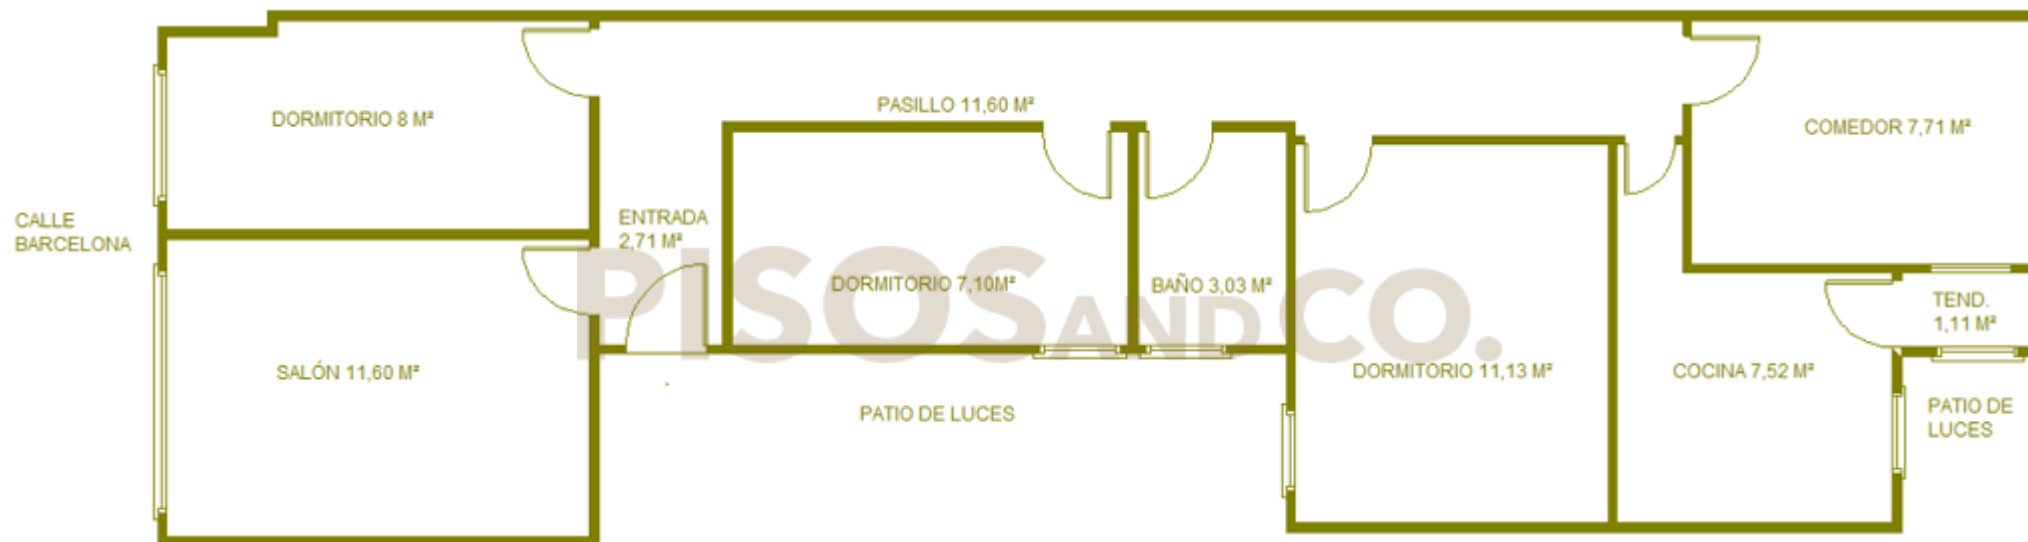 DORMITORIO 8 M²
PASILLO 11,60 M²
COMEDOR 7,71 M²
CALLE
BARCELONA
ENTRADA
2,71 M²
DORMITORIO 7,10M²
BAÑO 3,03 M²
PISOS AND CO.
TEND.
1,11 M²
SALÓN 11,60 M²
DORMITORIO 11,13 M²
COCINA 7,52 M²
PATIO DE LUCES
PATIO DE
LUCES